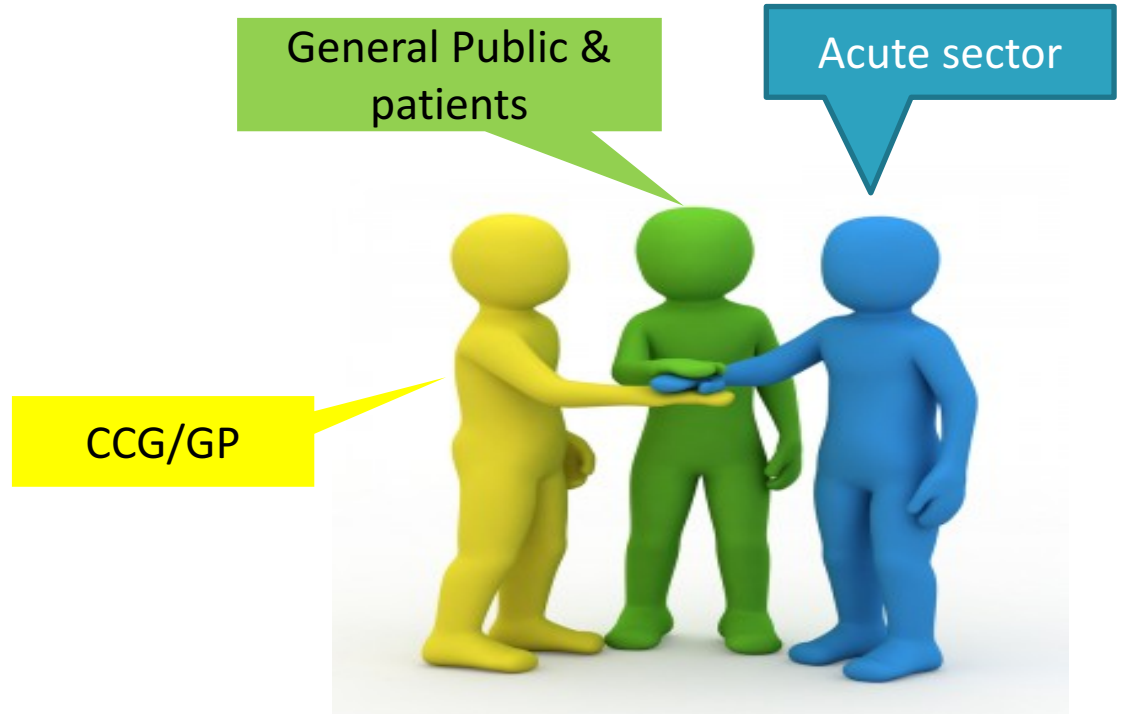 General Public &
patients
Acute sector
CCG/GP